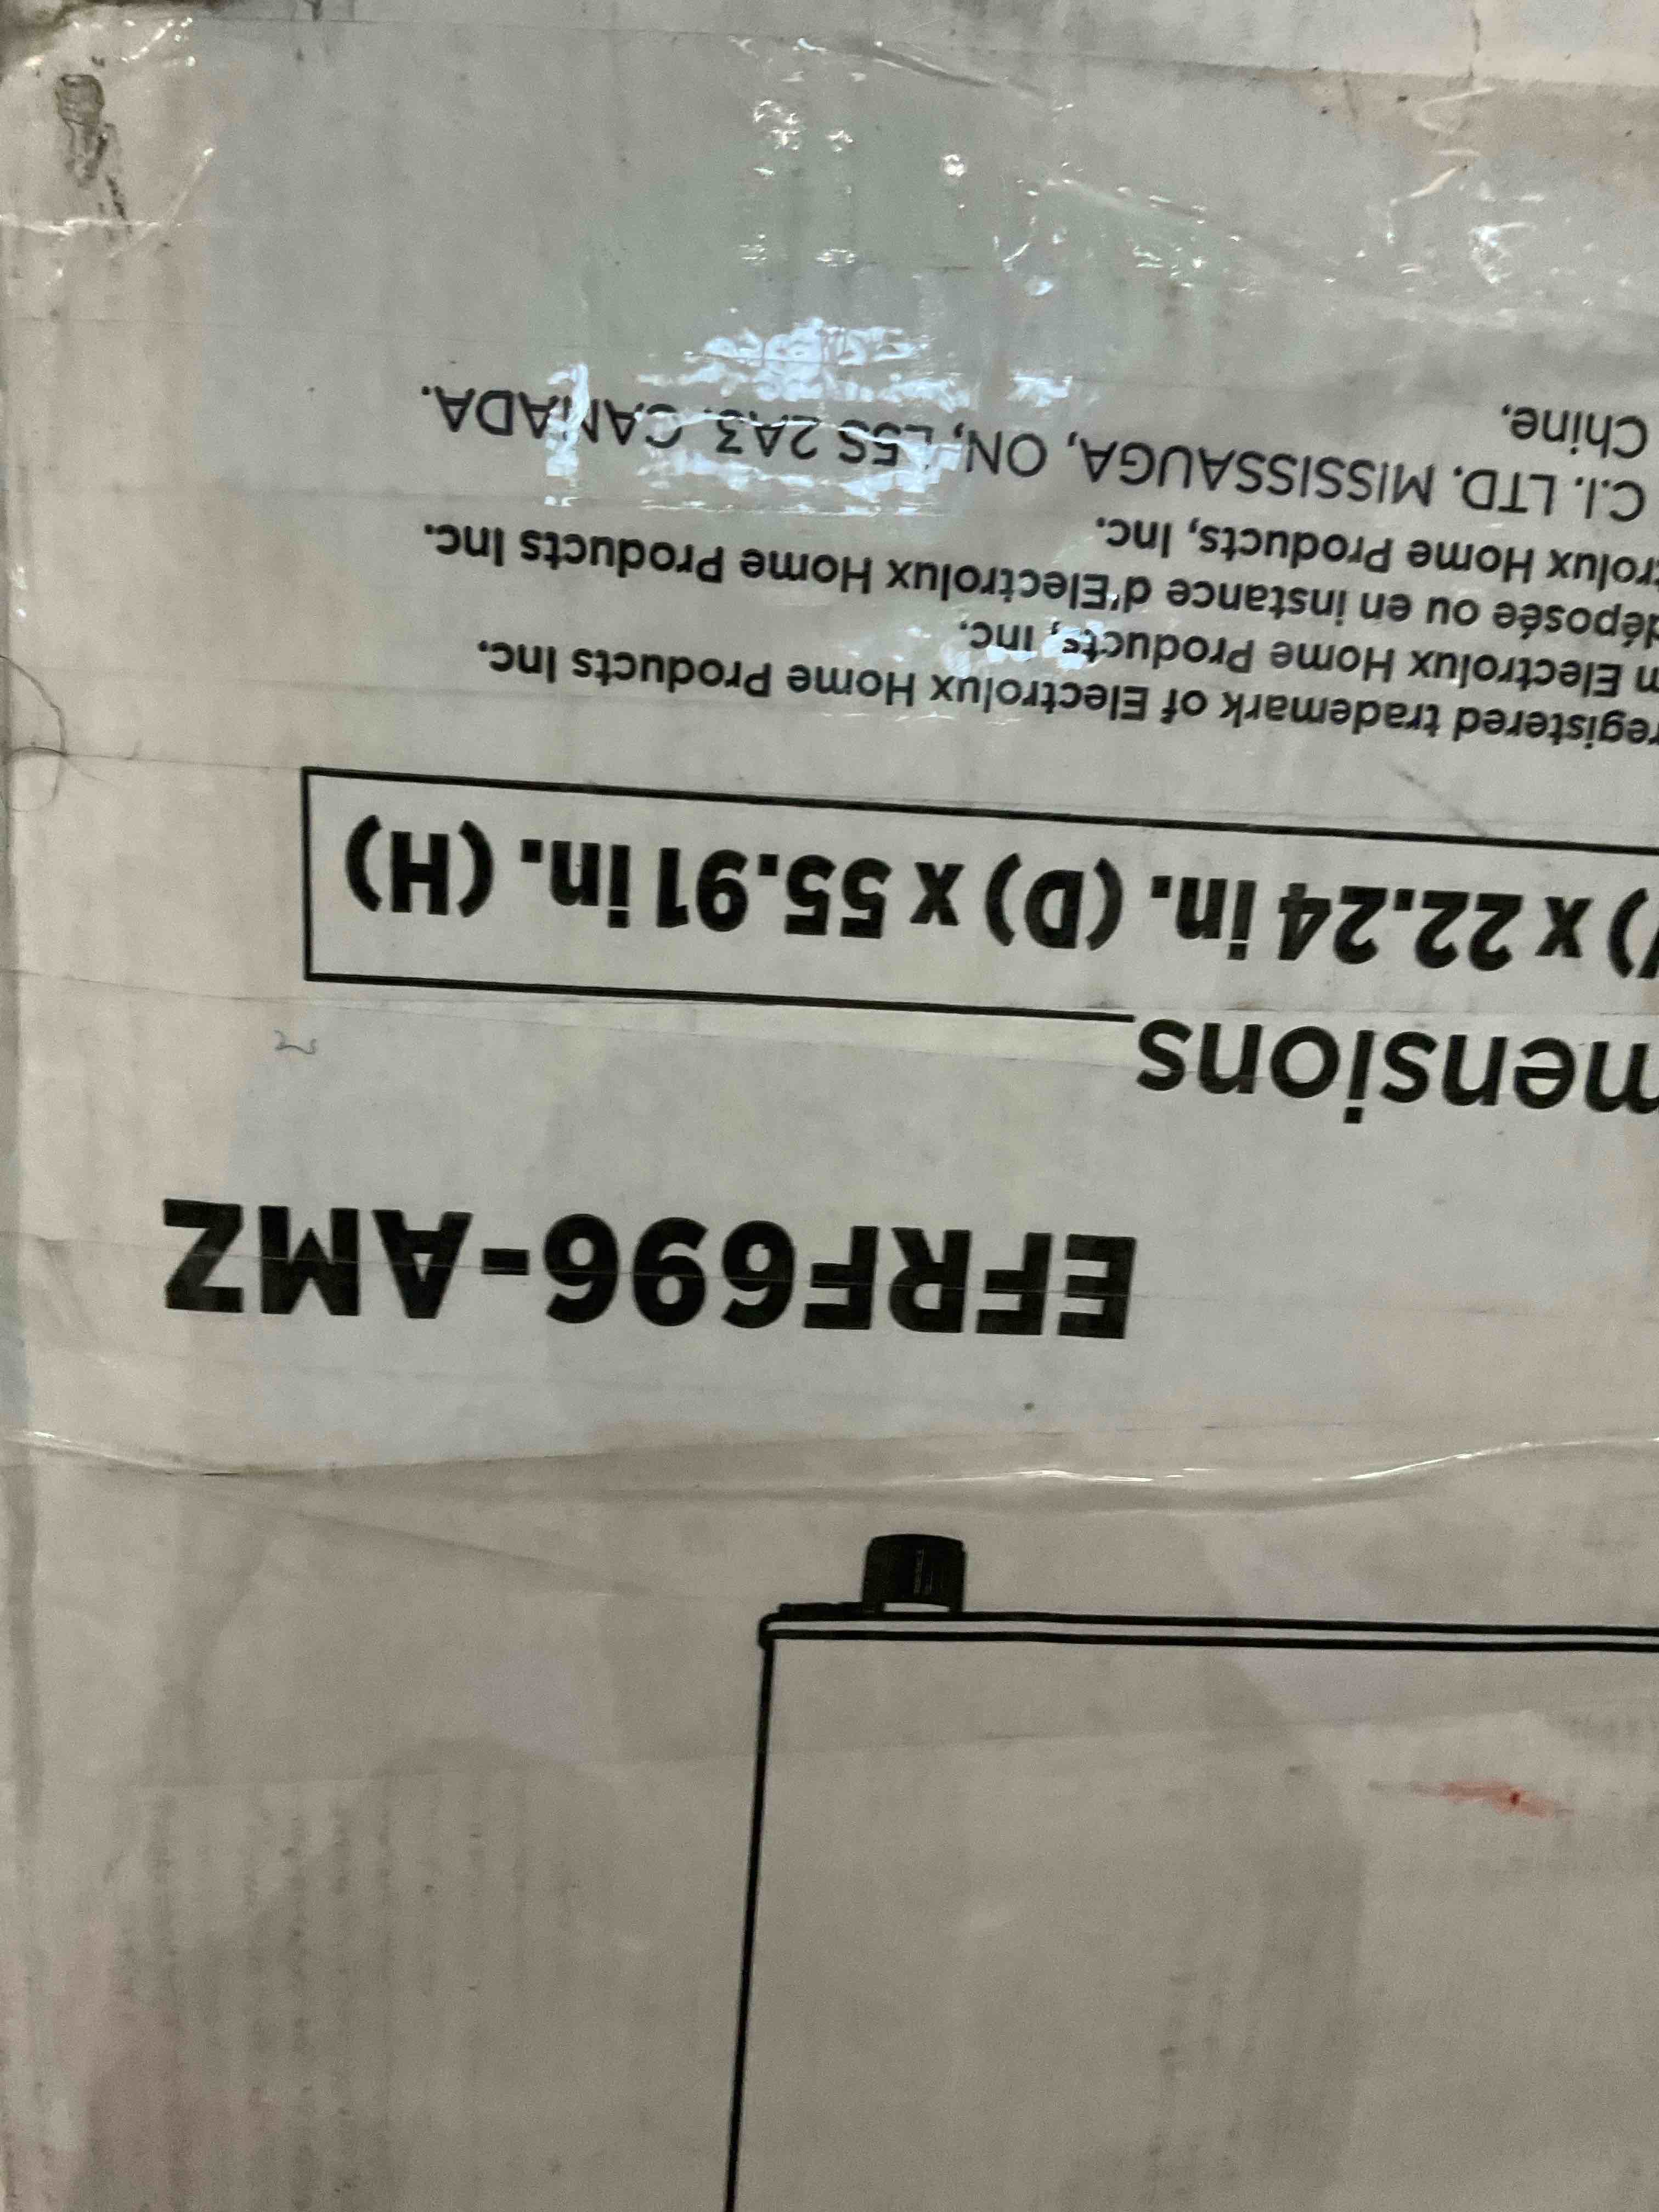 EFRF696-AMZ
mensions
) x 22.24 in. (D) x 55.91 in. (H)
registered trademark of Electrolux Home Products Inc.
m Electrolux Home Products, Inc.
déposée ou en instance d'Electrolux Home Products Inc.
trolux Home Products, Inc.
C.I. LTD. MISSISSAUGA, ON, L5S 2A3. CANADA.
Chine.